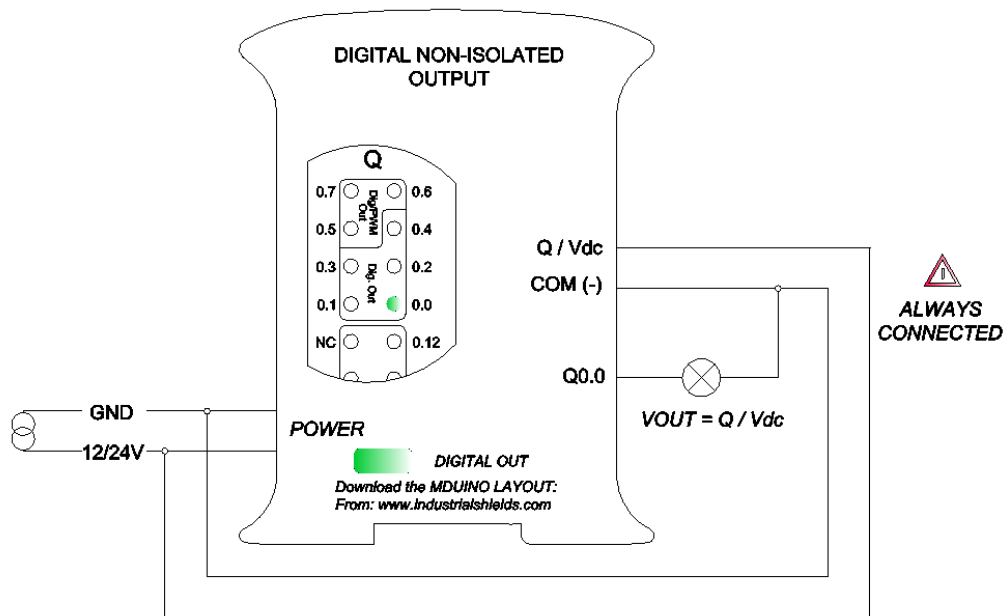 DIGITAL NON-ISOLATED
OUTPUT
Q
0.7
0.6
Dig/PWM
Out
0.5
0.4
0.3
0.2
Dig. Out
0.1
0.0
NC
0.12
Q / Vdc
COM (-)
ALWAYS
CONNECTED
Q0.0
VOUT = Q / Vdc
GND
12/24V
POWER
DIGITAL OUT
Download the MDUINO LAYOUT:
From: www.industrialshields.com